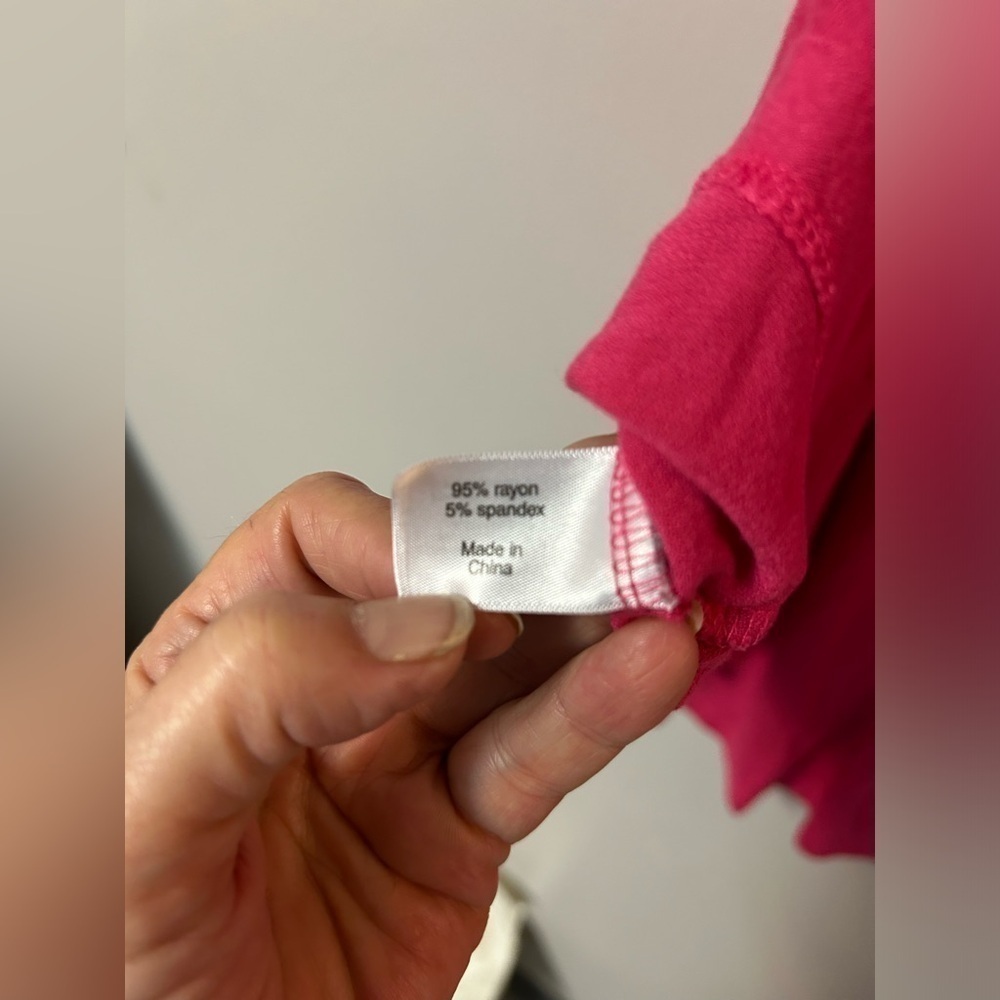 95% rayon
5% spandex
Made in
China